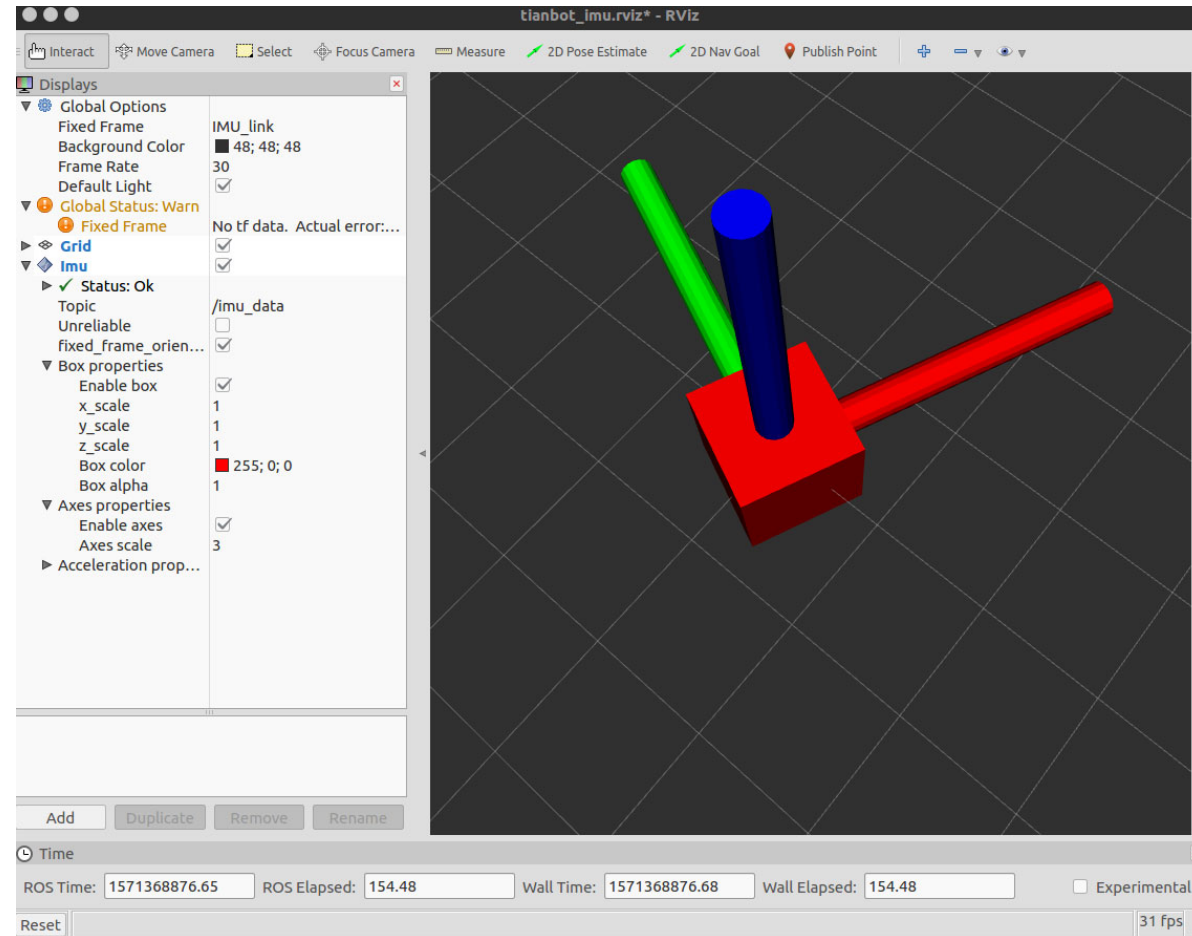 tianbot_imu.rviz* - RViz
Interact Move Camera Select Focus Camera Measure 2D Pose Estimate 2D Nav Goal Publish Point
Displays
Global Options
Fixed Frame IMU_link
Background Color 48; 48; 48
Frame Rate 30
Default Light
Global Status: Warn
Fixed Frame No tf data. Actual error:...
Grid
Imu
Status: Ok
Topic /imu_data
Unreliable
fixed_frame_orien...
Box properties
Enable box
x_scale 1
y_scale 1
z_scale 1
Box color 255; 0; 0
Box alpha 1
Axes properties
Enable axes
Axes scale 3
Acceleration prop...
Add Duplicate Remove Rename
Time
ROS Time: 1571368876.65 ROS Elapsed: 154.48 Wall Time: 1571368876.68 Wall Elapsed: 154.48 Experimental
Reset 31 fps